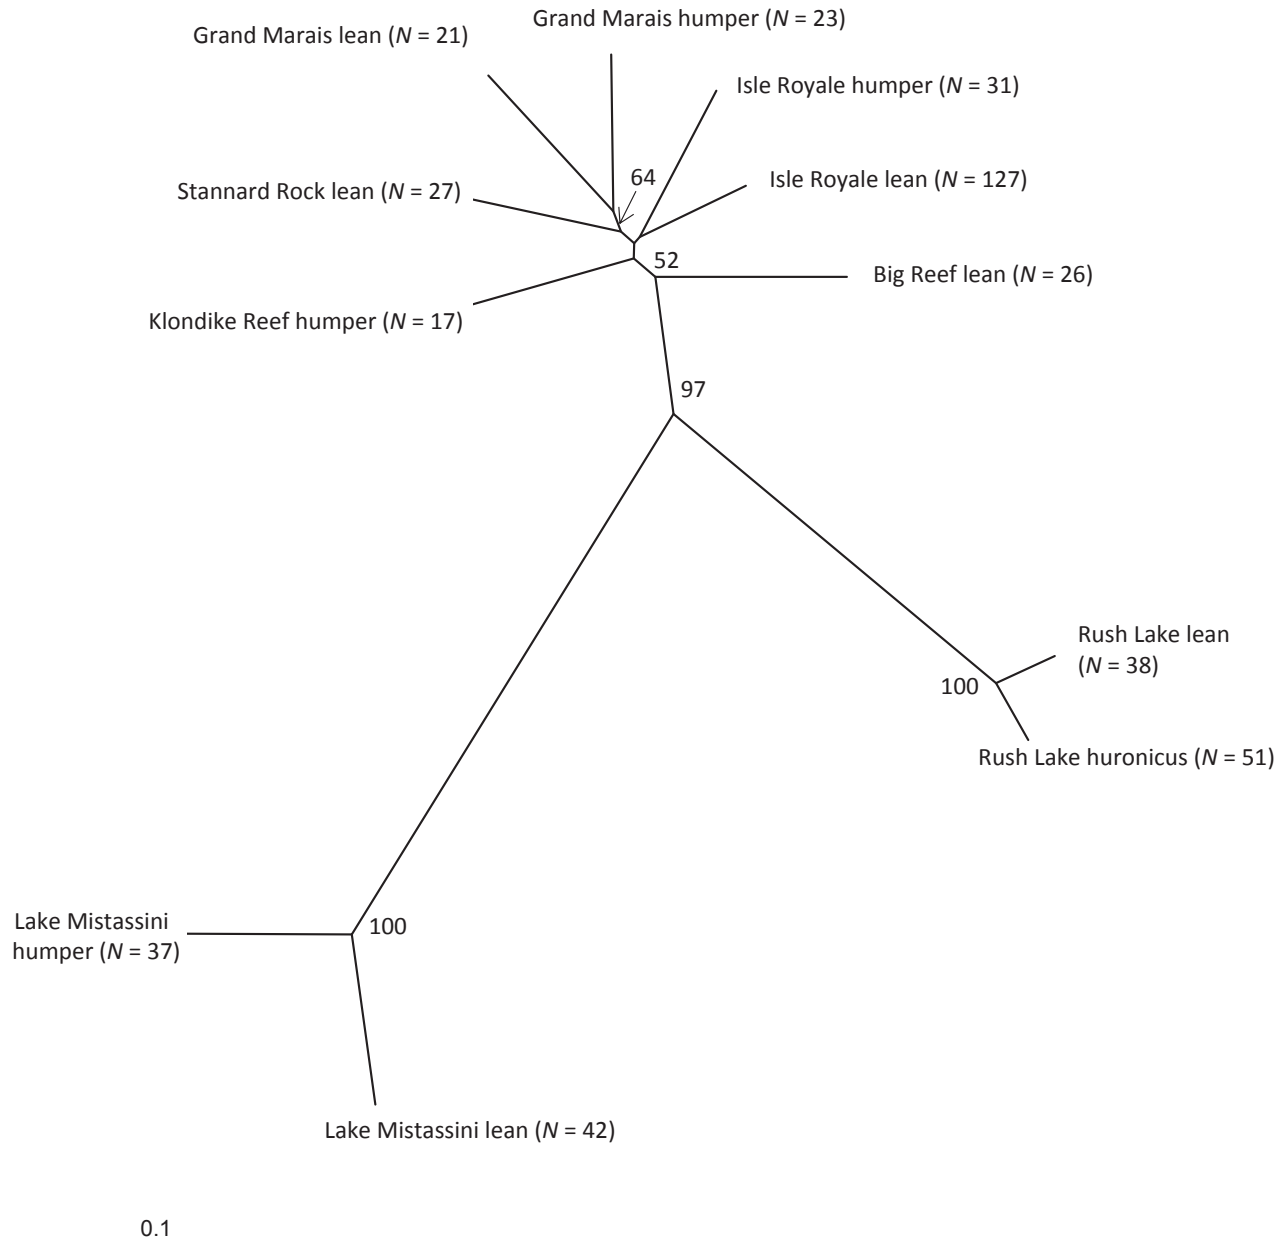 Grand Marais humper (N = 23)
Grand Marais lean (N = 21)
Isle Royale humper (N = 31)
64
Isle Royale lean (N = 127)
Stannard Rock lean (N = 27)
52
Big Reef lean (N = 26)
Klondike Reef humper (N = 17)
97
Rush Lake lean
(N = 38)
100
Rush Lake huronicus (N = 51)
Lake Mistassini
humper (N = 37)
100
Lake Mistassini lean (N = 42)
0.1